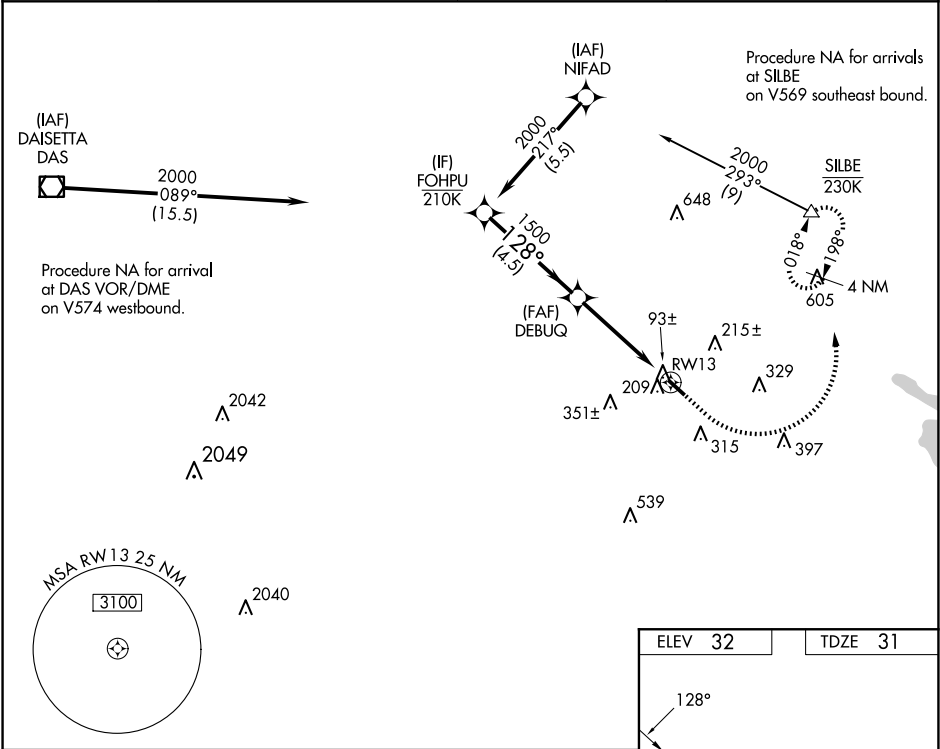 (IAF)
NIFAD
Procedure NA for arrivals
at SILBE
on V569 southeast bound.
(IAF)
DAISETTA
DAS
2000
089°
(15.5)
2000
217°
(5.5)
(IF)
FOHPU
210K
2000
293°
(9)
SILBE
230K
648
018°
198°
4 NM
605
1500
128°
(4.5)
Procedure NA for arrival
at DAS VOR/DME
on V574 westbound.
(FAF)
DEBUQ
93±
215±
RW13
209
329
351±
315
397
2042
2049
539
MSA RW13 25 NM
3100
2040
ELEV 32
TDZE 31
128°